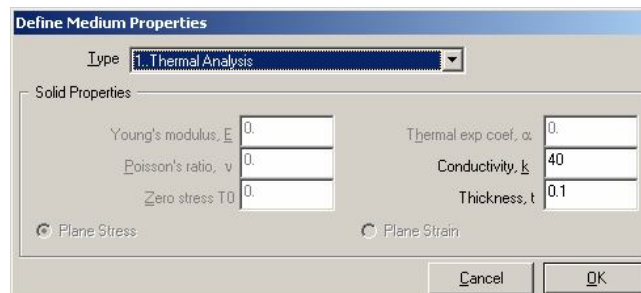 Define Medium Properties
Type 1..Thermal Analysis
Solid Properties
Young's modulus, E 0. Thermal exp coef, α 0.
Poisson's ratio, ν 0. Conductivity, k 40
Zero stress T0 0. Thickness, t 0.1
Plane Stress Plane Strain
Cancel OK